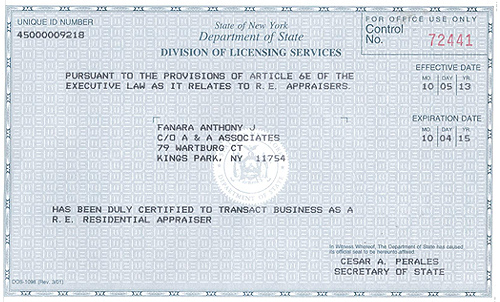 UNIQUE ID NUMBER
45000009218
State of New York
Department of State
DIVISION OF LICENSING SERVICES
FOR OFFICE USE ONLY
Control
No. 72441
PURSUANT TO THE PROVISIONS OF ARTICLE 6E OF THE
EXECUTIVE LAW AS IT RELATES TO R.E. APPRAISERS.
EFFECTIVE DATE
MO. DAY YR.
10 05 13
FANARA ANTHONY J
C/O A & A ASSOCIATES
79 WARTBURG CT
KINGS PARK, NY 11754
EXPIRATION DATE
MO. DAY YR.
10 04 15
HAS BEEN DULY CERTIFIED TO TRANSACT BUSINESS AS A
R.E. RESIDENTIAL APPRAISER
In Witness Whereof, The Department of State has caused
its official seal to be hereunto affixed.
CESAR A. PERALES
SECRETARY OF STATE
DOS-1098 (Rev. 3/01)